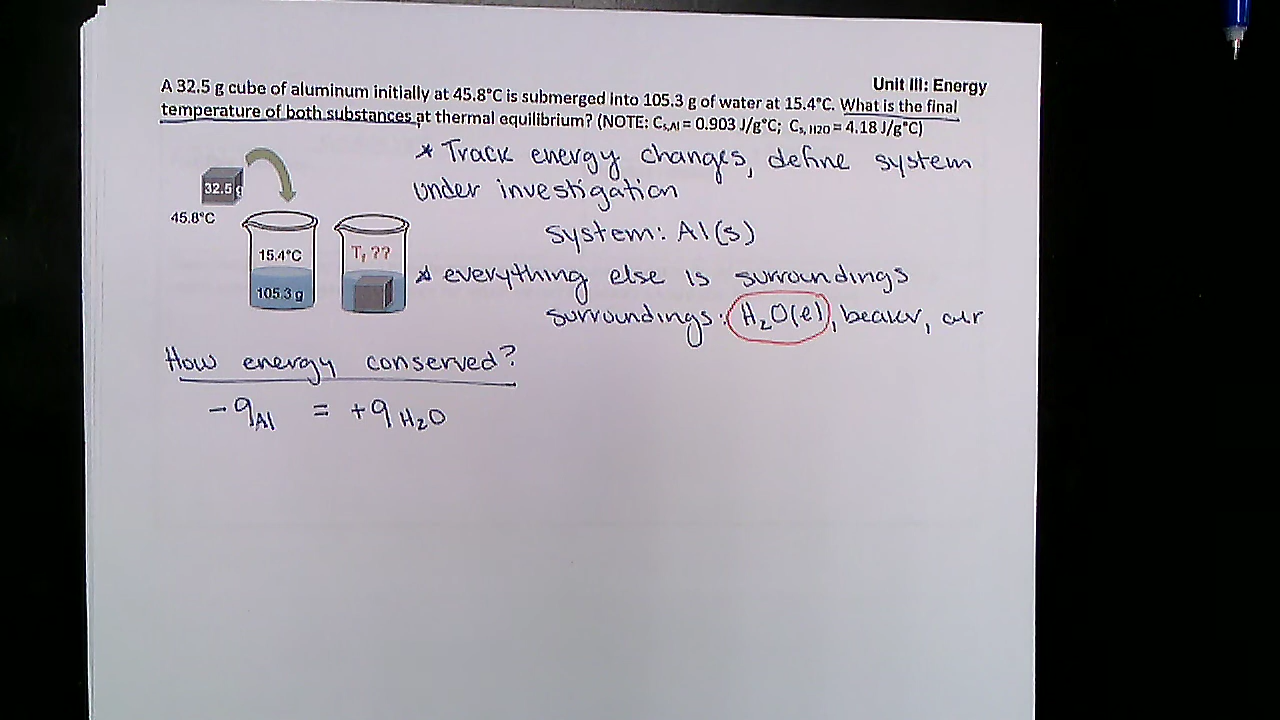 Unit III: Energy
A 32.5 g cube of aluminum initially at 45.8°C is submerged into 105.3 g of water at 15.4°C. What is the final
temperature of both substances at thermal equilibrium? (NOTE: Cs,Al = 0.903 J/g°C; Cs, H2O = 4.18 J/g°C)
* Track energy changes, define system
under investigation
32.5 g
45.8°C
system: Al(s)
15.4°C
Tf ??
* everything else is surroundings
105.3 g
surroundings: H₂O(l), beaker, air
How energy conserved?
-qAl = +qH₂O